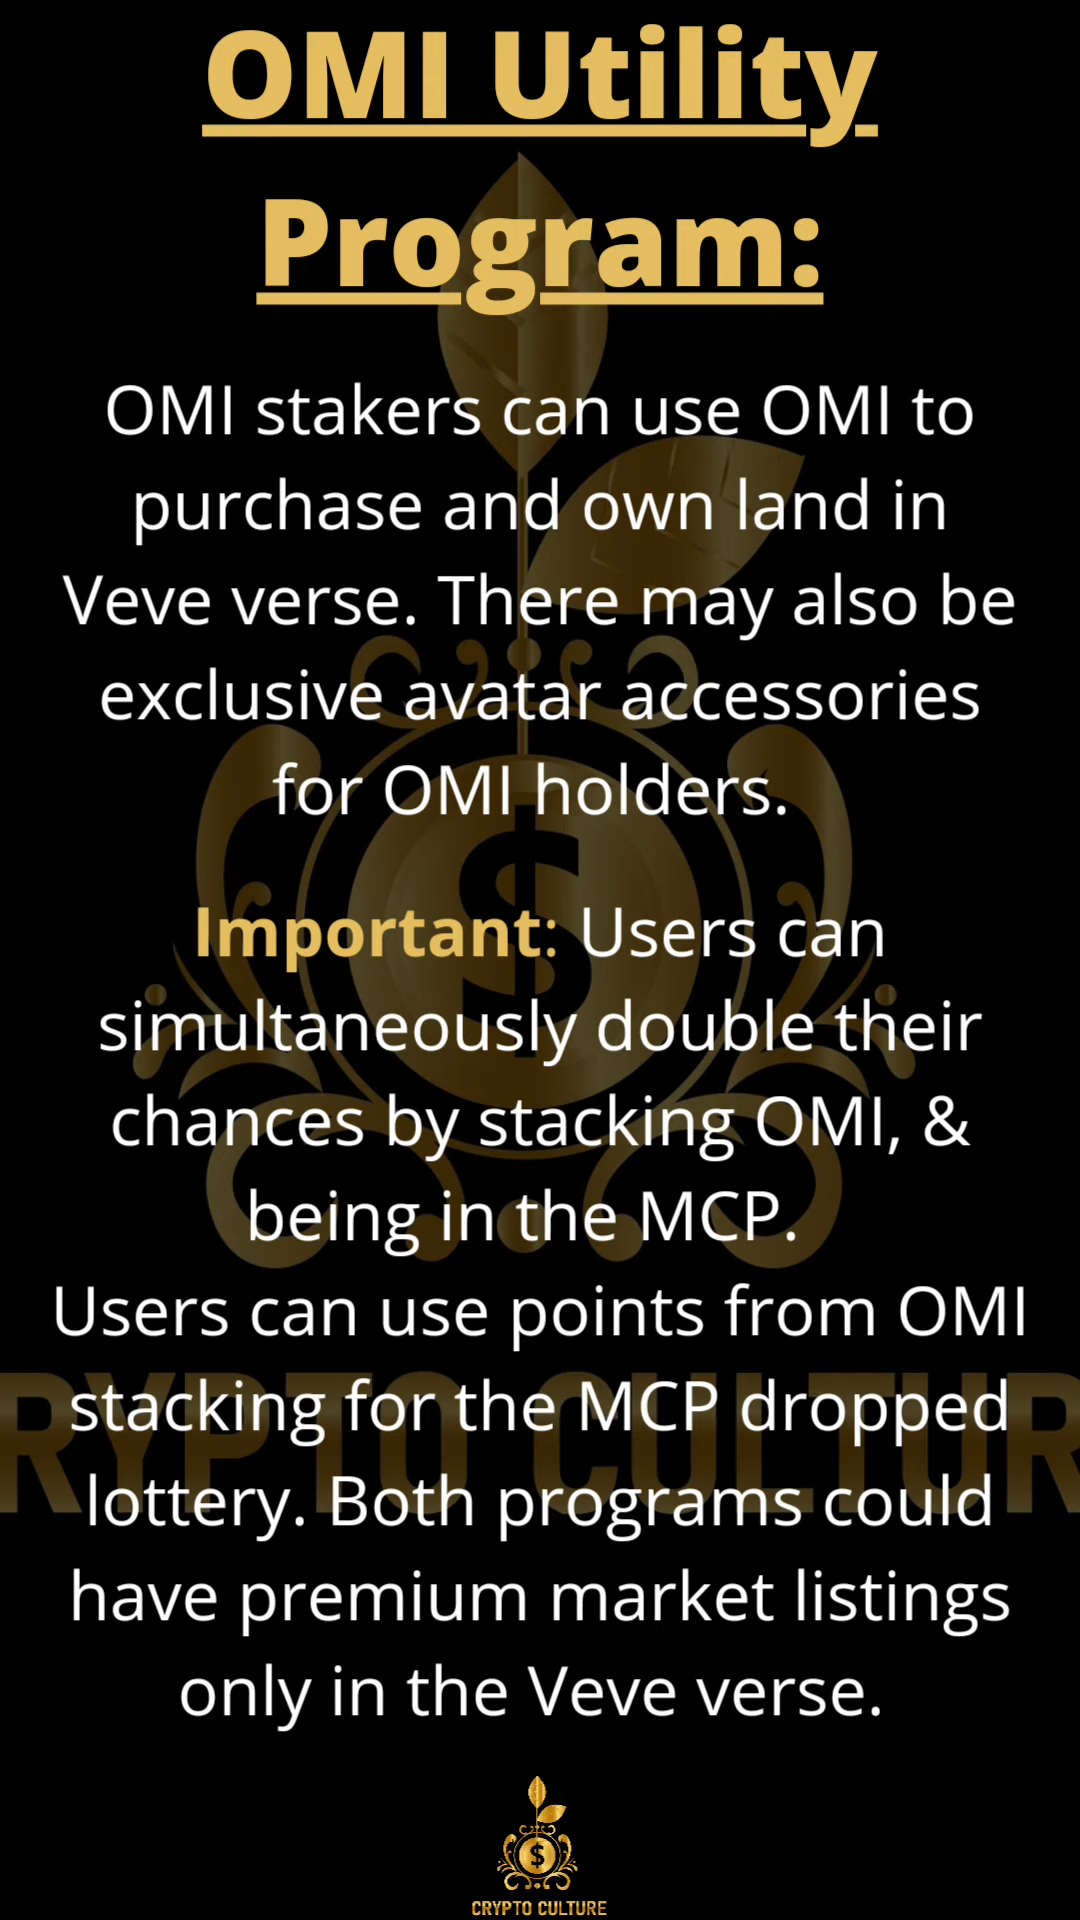 OMI Utility
Program:
OMI stakers can use OMI to
purchase and own land in
Veve verse. There may also be
exclusive avatar accessories
for OMI holders.
Important: Users can
simultaneously double their
chances by stacking OMI, &
being in the MCP.
Users can use points from OMI
stacking for the MCP dropped
lottery. Both programs could
have premium market listings
only in the Veve verse.
RYPTO CULTUR
$
$
CRYPTO CULTURE